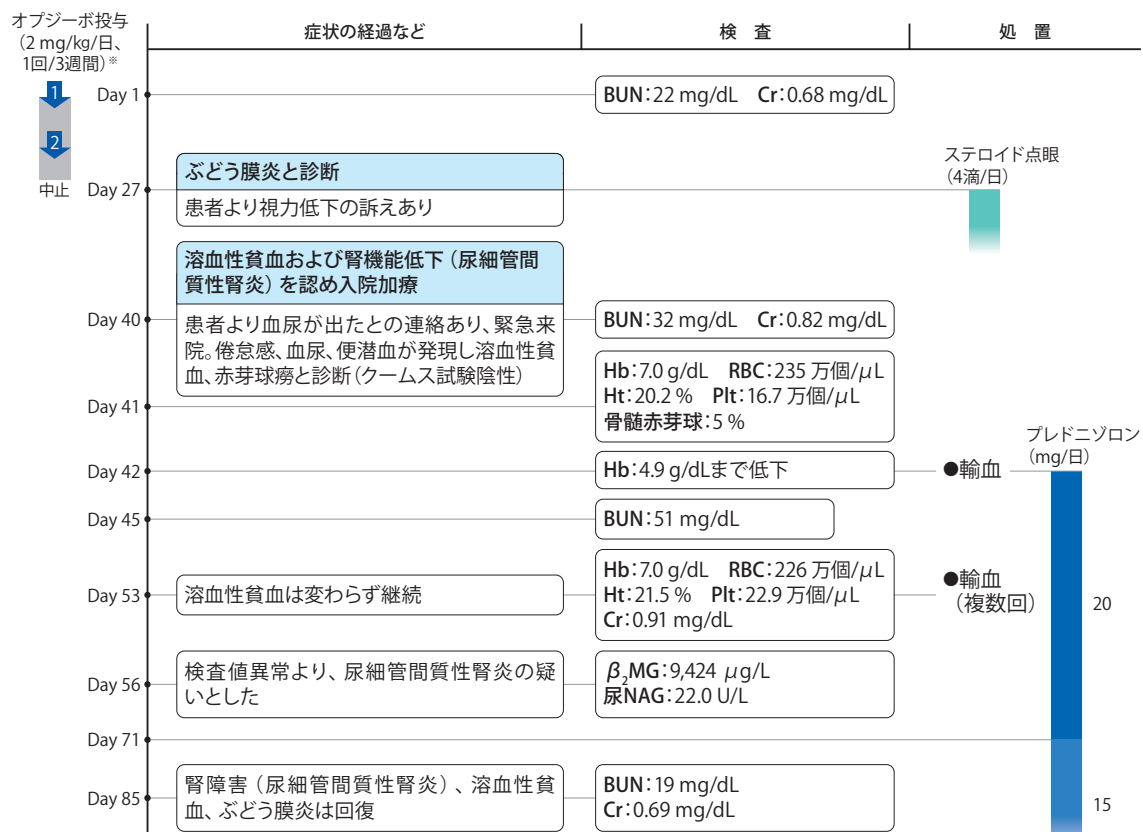 オプジーボ投与
（2 mg/kg/日、
1回/3週間）※
症状の経過など
検 査
処 置
1
2
中止
Day 1
BUN：22 mg/dL Cr：0.68 mg/dL
Day 27
ぶどう膜炎と診断
患者より視力低下の訴えあり
ステロイド点眼
（4滴/日）
溶血性貧血および腎機能低下（尿細管間
質性腎炎）を認め入院加療
Day 40
患者より血尿が出たとの連絡あり、緊急来
院。倦怠感、血尿、便潜血が発現し溶血性貧
血、赤芽球癆と診断（クームス試験陰性）
BUN：32 mg/dL Cr：0.82 mg/dL
Day 41
Hb：7.0 g/dL RBC：235 万個/μL
Ht：20.2 % Plt：16.7 万個/μL
骨髄赤芽球：5 %
プレドニゾロン
（mg/日）
Day 42
Hb：4.9 g/dLまで低下
●輸血
Day 45
BUN：51 mg/dL
Day 53
溶血性貧血は変わらず継続
Hb：7.0 g/dL RBC：226 万個/μL
Ht：21.5 % Plt：22.9 万個/μL
Cr：0.91 mg/dL
●輸血
（複数回）
20
Day 56
検査値異常より、尿細管間質性腎炎の疑
いとした
β₂MG：9,424 μg/L
尿NAG：22.0 U/L
Day 71
Day 85
腎障害（尿細管間質性腎炎）、溶血性貧
血、ぶどう膜炎は回復
BUN：19 mg/dL
Cr：0.69 mg/dL
15